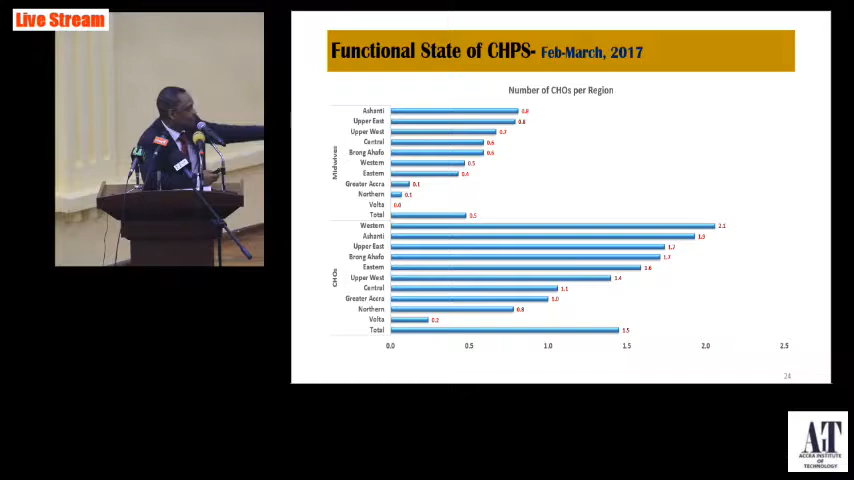 Live Stream
Functional State of CHPS- Feb-March, 2017
Number of CHOs per Region
Midwives
Ashanti 0.8
Upper East 0.8
Upper West 0.7
Central 0.6
Brong Ahafo 0.6
Western 0.5
Eastern 0.4
Greater Accra 0.1
Northern 0.1
Volta 0.0
Total 0.5
CHOs
Western 2.1
Ashanti 1.9
Upper East 1.7
Brong Ahafo 1.7
Eastern 1.6
Upper West 1.4
Central 1.1
Greater Accra 1.0
Northern 0.8
Volta 0.2
Total 1.5
0.0 0.5 1.0 1.5 2.0 2.5
24
AIT
ACCRA INSTITUTE
OF
TECHNOLOGY